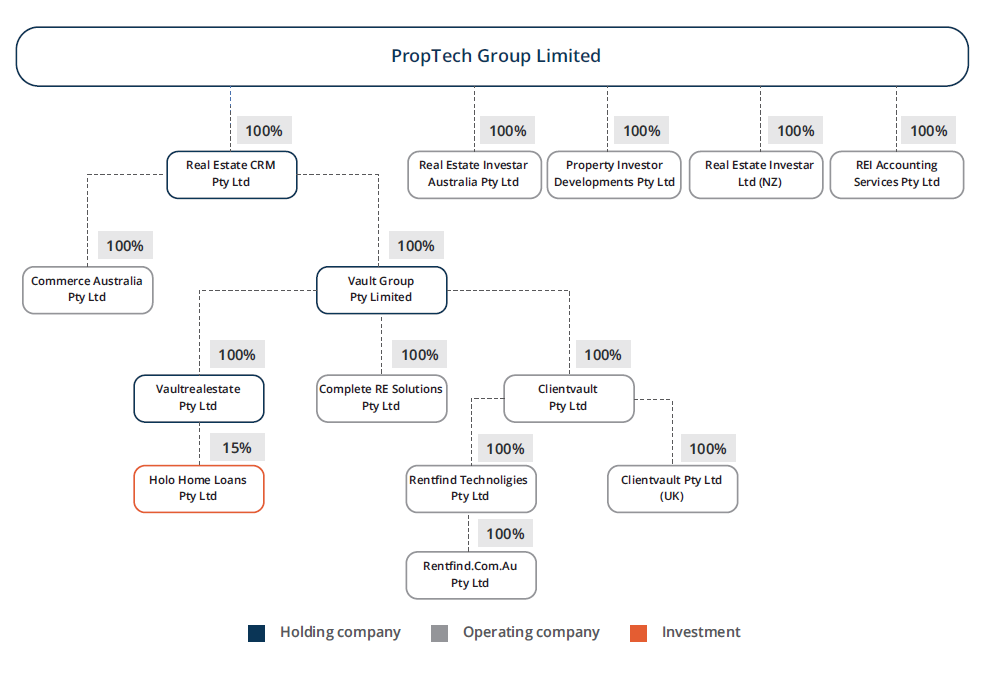 PropTech Group Limited
100%
100%
100%
100%
100%
Real Estate CRM
Pty Ltd
Real Estate Investar
Australia Pty Ltd
Property Investor
Developments Pty Ltd
Real Estate Investar
Ltd (NZ)
REI Accounting
Services Pty Ltd
100%
100%
Commerce Australia
Pty Ltd
Vault Group
Pty Limited
100%
100%
100%
Vaultrealestate
Pty Ltd
Complete RE Solutions
Pty Ltd
Clientvault
Pty Ltd
15%
100%
100%
Holo Home Loans
Pty Ltd
Rentfind Technoligies
Pty Ltd
Clientvault Pty Ltd
(UK)
100%
Rentfind.Com.Au
Pty Ltd
Holding company
Operating company
Investment